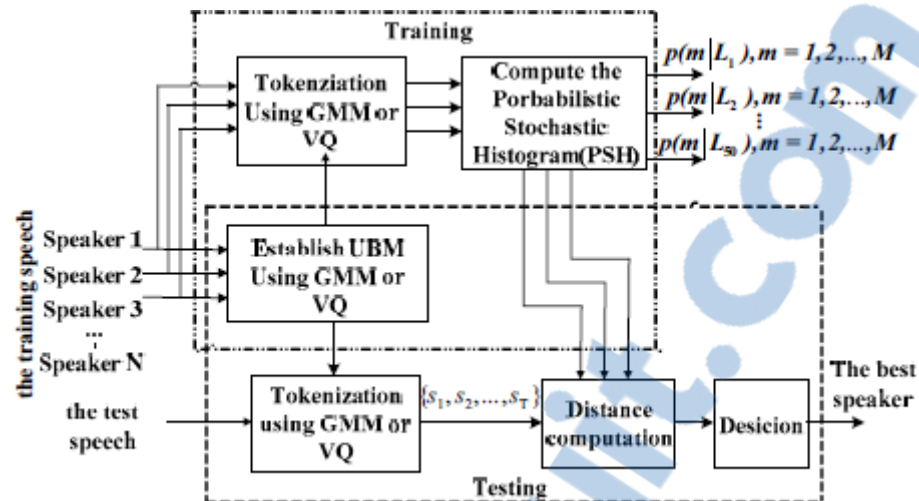 Training
Tokenziation
Using GMM or
VQ
Compute the
Porbabilistic
Stochastic
Histogram(PSH)
p(m|L₁), m = 1,2,..., M
p(m|L₂), m = 1,2,..., M
⋮
p(m|L₅₀), m = 1,2,..., M
the training speech
Speaker 1
Speaker 2
Speaker 3
...
Speaker N
Establish UBM
Using GMM or
VQ
the test
speech
Tokenization
using GMM or
VQ
{s₁, s₂, ..., s_T}
Distance
computation
Desicion
The best
speaker
Testing